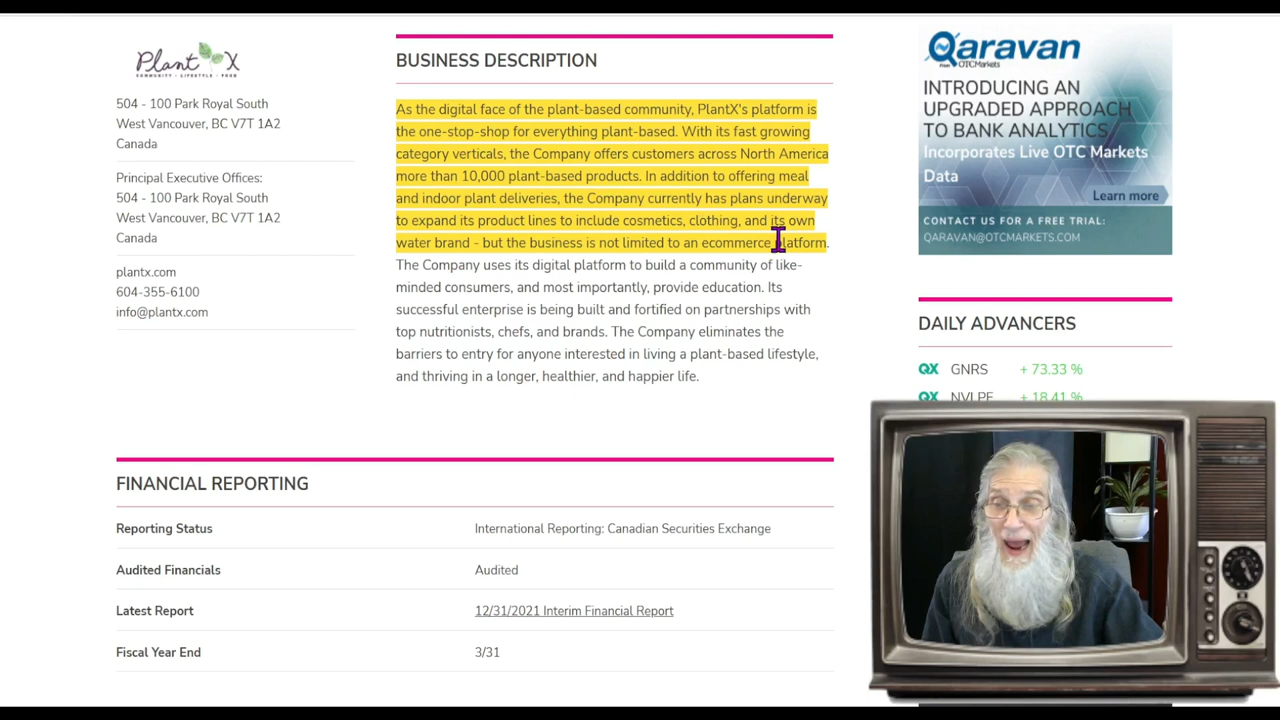 Plant X
COMMUNITY • LIFESTYLE • FOOD
504 - 100 Park Royal South
West Vancouver, BC V7T 1A2
Canada
Principal Executive Offices:
504 - 100 Park Royal South
West Vancouver, BC V7T 1A2
Canada
plantx.com
604-355-6100
info@plantx.com
BUSINESS DESCRIPTION
As the digital face of the plant-based community, PlantX's platform is
the one-stop-shop for everything plant-based. With its fast growing
category verticals, the Company offers customers across North America
more than 10,000 plant-based products. In addition to offering meal
and indoor plant deliveries, the Company currently has plans underway
to expand its product lines to include cosmetics, clothing, and its own
water brand - but the business is not limited to an ecommerce platform.
The Company uses its digital platform to build a community of like-
minded consumers, and most importantly, provide education. Its
successful enterprise is being built and fortified on partnerships with
top nutritionists, chefs, and brands. The Company eliminates the
barriers to entry for anyone interested in living a plant-based lifestyle,
and thriving in a longer, healthier, and happier life.
FINANCIAL REPORTING
Reporting Status International Reporting: Canadian Securities Exchange
Audited Financials Audited
Latest Report 12/31/2021 Interim Financial Report
Fiscal Year End 3/31
Qaravan
From OTCMarkets
INTRODUCING AN
UPGRADED APPROACH
TO BANK ANALYTICS
Incorporates Live OTC Markets
Data
Learn more
CONTACT US FOR A FREE TRIAL:
QARAVAN@OTCMARKETS.COM
DAILY ADVANCERS
QX GNRS + 73.33 %
QX NVLPF + 18.41 %